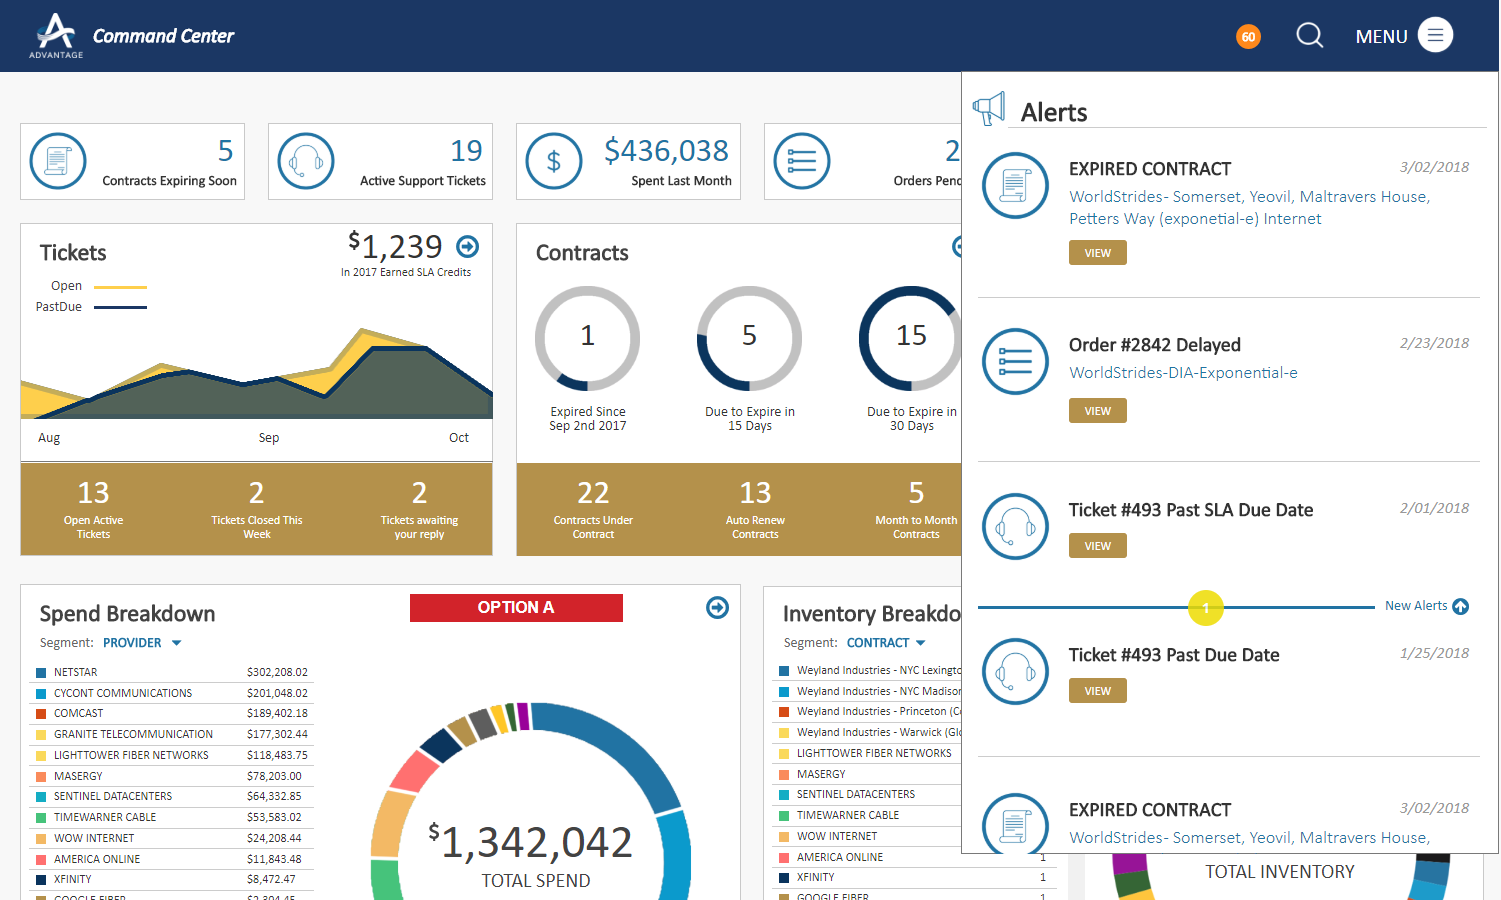 ADVANTAGE
Command Center
60
MENU
5
Contracts Expiring Soon
19
Active Support Tickets
$436,038
Spent Last Month
2
Orders Pen
Tickets
$1,239
In 2017 Earned SLA Credits
Open
PastDue
Aug Sep Oct
13
Open Active
Tickets
2
Tickets Closed This
Week
2
Tickets awaiting
your reply
Contracts
1
Expired Since
Sep 2nd 2017
5
Due to Expire in
15 Days
15
Due to Expire in
30 Days
22
Contracts Under
Contract
13
Auto Renew
Contracts
5
Month to Month
Contracts
Spend Breakdown
OPTION A
Segment: PROVIDER
NETSTAR $302,208.02
CYCONT COMMUNICATIONS $201,048.02
COMCAST $189,402.18
GRANITE TELECOMMUNICATION $177,302.44
LIGHTTOWER FIBER NETWORKS $118,483.75
MASERGY $78,203.00
SENTINEL DATACENTERS $64,332.85
TIMEWARNER CABLE $53,583.02
WOW INTERNET $24,208.44
AMERICA ONLINE $11,843.48
XFINITY $8,472.47
GOOGLE FIBER $2,304.45
$1,342,042
TOTAL SPEND
Inventory Breakdo
Segment: CONTRACT
Weyland Industries - NYC Lexingto
Weyland Industries - NYC Madison
Weyland Industries - Princeton (C
Weyland Industries - Warwick (Glo
LIGHTTOWER FIBER NETWORKS
MASERGY
SENTINEL DATACENTERS
TIMEWARNER CABLE
WOW INTERNET
AMERICA ONLINE 1
XFINITY 1
GOOGLE FIBER 1
TOTAL INVENTORY
Alerts
EXPIRED CONTRACT 3/02/2018
WorldStrides- Somerset, Yeovil, Maltravers House,
Petters Way (exponetial-e) Internet
VIEW
Order #2842 Delayed 2/23/2018
WorldStrides-DIA-Exponential-e
VIEW
Ticket #493 Past SLA Due Date 2/01/2018
VIEW
1
New Alerts
Ticket #493 Past Due Date 1/25/2018
VIEW
EXPIRED CONTRACT 3/02/2018
WorldStrides- Somerset, Yeovil, Maltravers House,